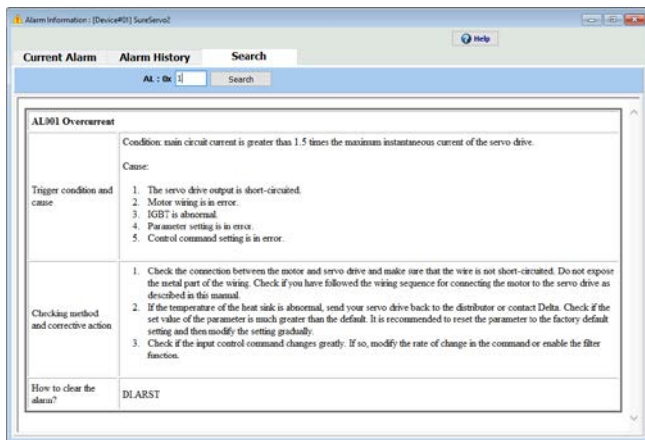 Alarm Information : [Device#01] SureServo2
Help
Current Alarm Alarm History Search
AL : 0x 1 Search
AL001 Overcurrent
Trigger condition and
cause
Condition: main circuit current is greater than 1.5 times the maximum instantaneous current of the servo drive.
Cause:
1. The servo drive output is short-circuited.
2. Motor wiring is in error.
3. IGBT is abnormal.
4. Parameter setting is in error.
5. Control command setting is in error.
Checking method
and corrective action
1. Check the connection between the motor and servo drive and make sure that the wire is not short-circuited. Do not expose
the metal part of the wiring. Check if you have followed the wiring sequence for connecting the motor to the servo drive as
described in this manual.
2. If the temperature of the heat sink is abnormal, send your servo drive back to the distributor or contact Delta. Check if the
set value of the parameter is much greater than the default. It is recommended to reset the parameter to the factory default
setting and then modify the setting gradually.
3. Check if the input control command changes greatly. If so, modify the rate of change in the command or enable the filter
function.
How to clear the
alarm?
DI.ARST